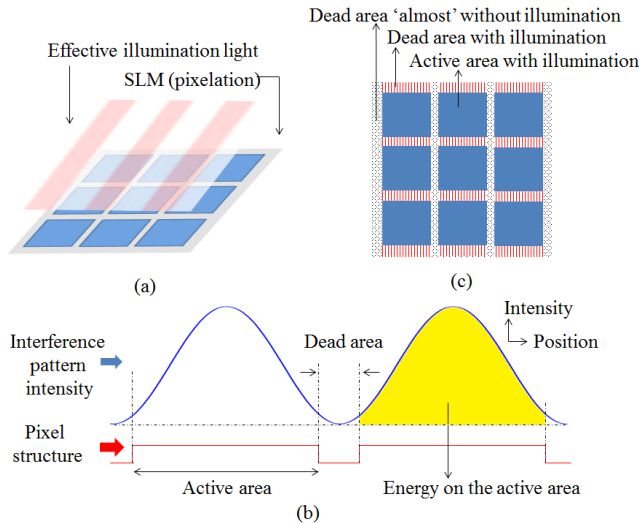 Effective illumination light
SLM (pixelation)
(a)
Dead area ‘almost’ without illumination
Dead area with illumination
Active area with illumination
(c)
Interference
pattern
intensity
Dead area
Intensity
Position
Pixel
structure
Active area
Energy on the active area
(b)